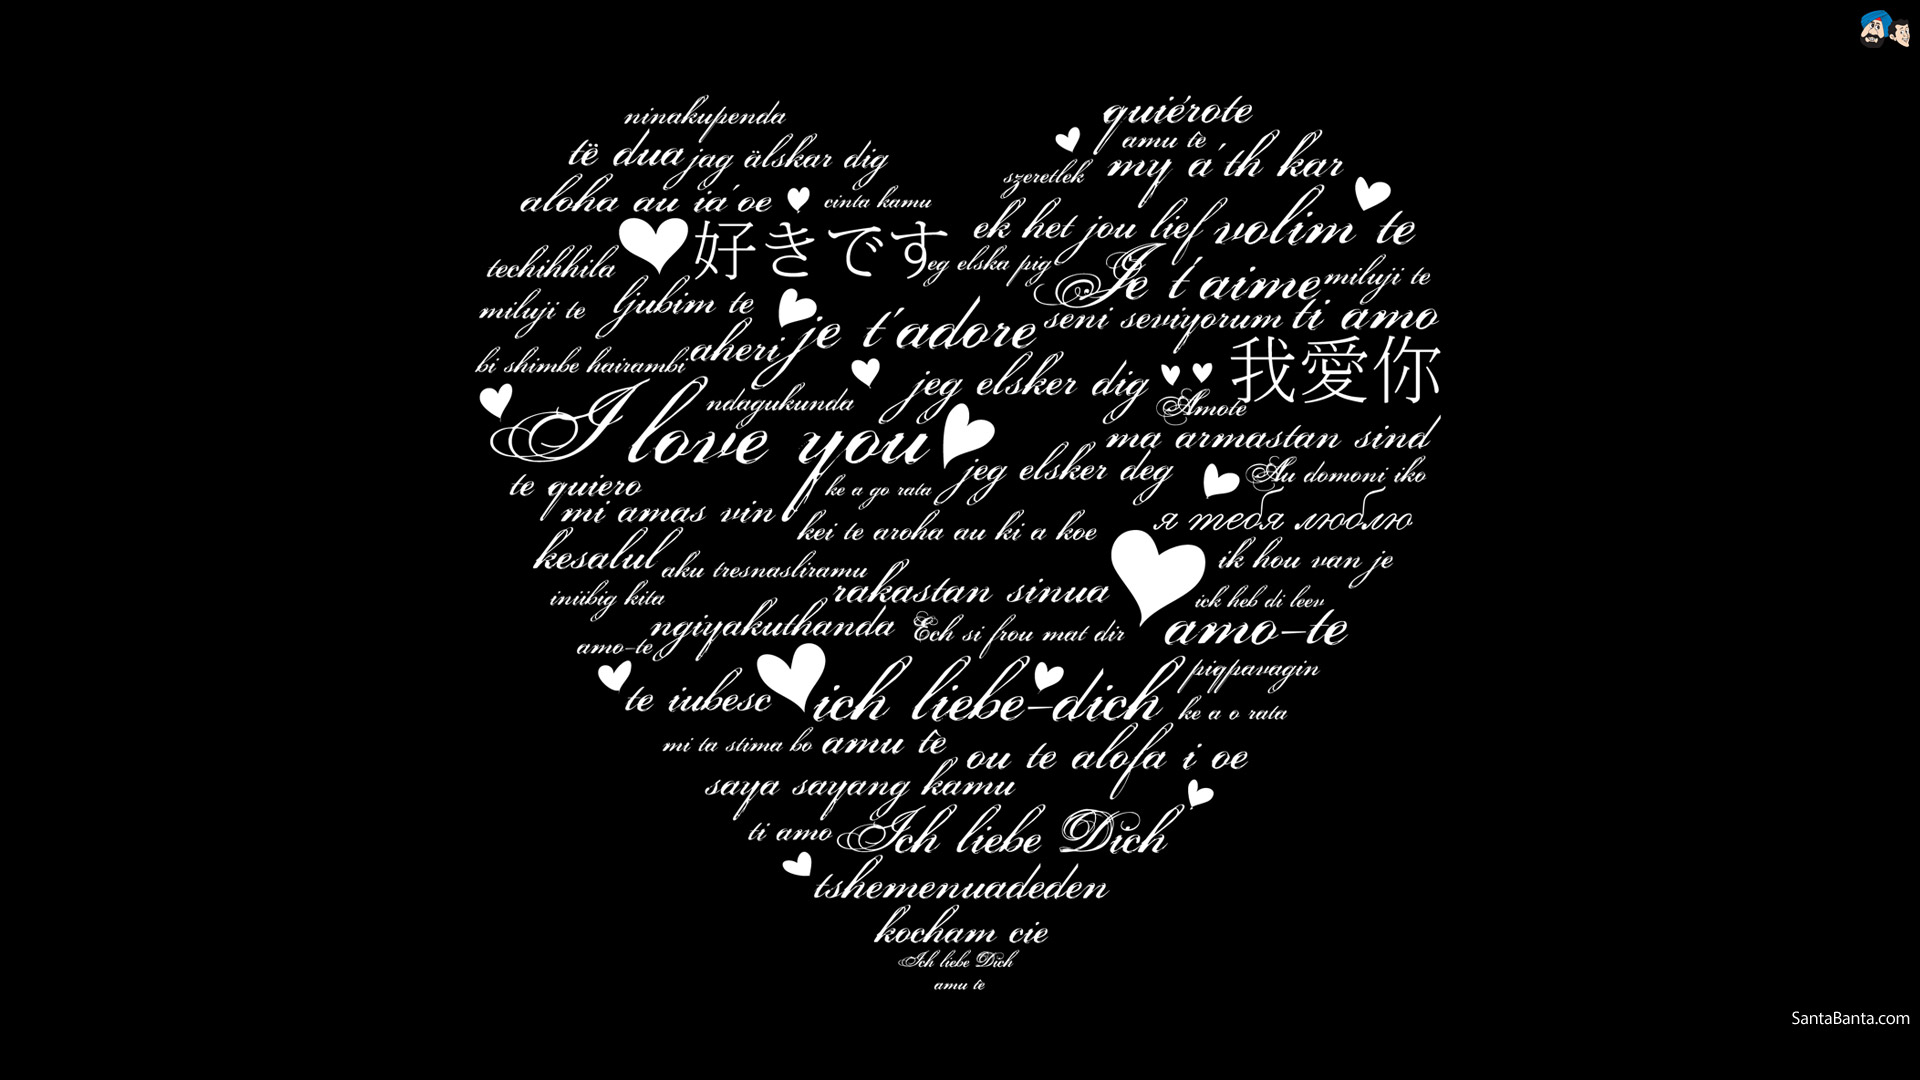 ninakupenda
quiérote
amu tê
të dua jag älskar dig
szeretlek my a'th kar
aloha au ia'oe cinta kamu
ek het jou lief volim te
好きです
techihhila eg elska pig
Je t'aime miluji te
miluji te ljubim te
je t'adore seni seviyorum ti amo
bi shimbe hairambi aheri
jeg elsker dig 我愛你
ndagukunda Amote
I love you ma armastan sind
jeg elsker deg Au domoni iko
te quiero ke a go rata
mi amas vin я тебя люблю
kei te aroha au ki a koe
kesalul ik hou van je
aku tresnasliramu
iniibig kita rakastan sinua ick heb di leev
ngiyakuthanda Ech si frou mat dir amo-te
amo-te
piqpavagin
te iubesc ich liebe-dich ke a o rata
mi ta stima bo amu tê ou te alofa i oe
saya sayang kamu
ti amo Ich liebe Dich
tshemenuadeden
kocham cie
Ich liebe Dich
amu tê
SantaBanta.com